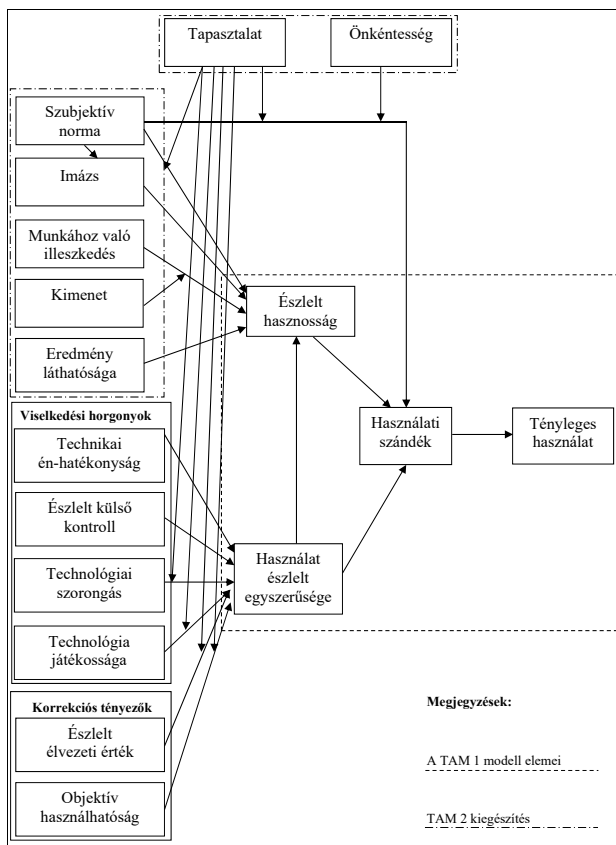 Tapasztalat
Önkéntesség
Szubjektív
norma
Imázs
Munkához való
illeszkedés
Kimenet
Eredmény
láthatósága
Észlelt
hasznosság
Viselkedési horgonyok
Technikai
én-hatékonyság
Észlelt külső
kontroll
Technológiai
szorongás
Technológia
játékossága
Használati
szándék
Tényleges
használat
Használat
észlelt
egyszerűsége
Korrekciós tényezők
Észlelt
élvezeti érték
Objektív
használhatóság
Megjegyzések:
A TAM 1 modell elemei
TAM 2 kiegészítés